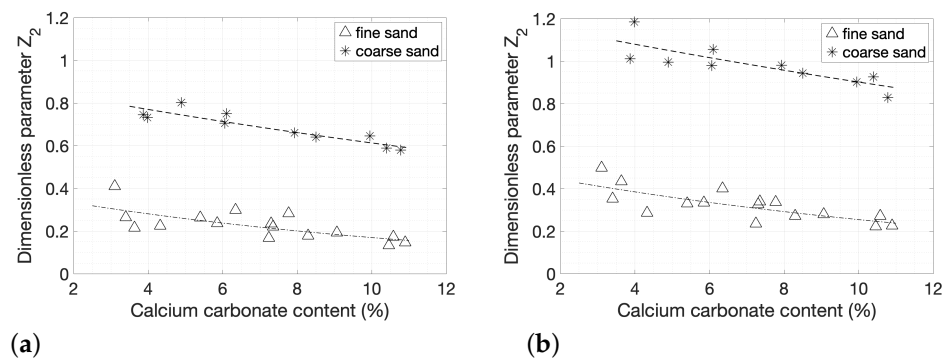 1.2
1
0.8
0.6
0.4
0.2
0
2 4 6 8 10 12
Dimensionless parameter Z2
Calcium carbonate content (%)
fine sand
coarse sand
(a)
1.2
1
0.8
0.6
0.4
0.2
0
2 4 6 8 10 12
Dimensionless parameter Z2
Calcium carbonate content (%)
fine sand
coarse sand
(b)